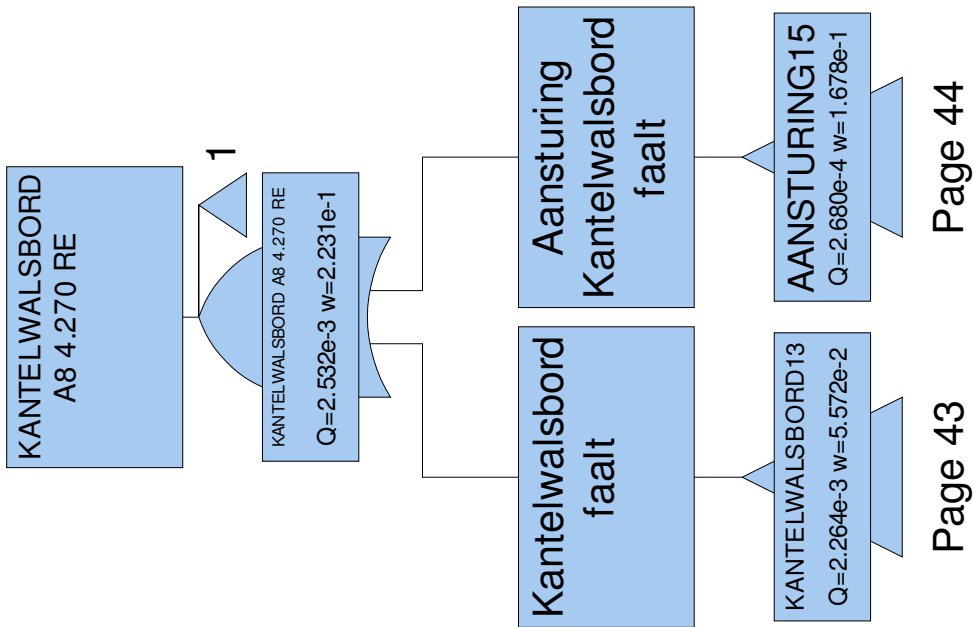 KANTELWALSBORD
A8 4.270 RE
1
KANTELWALSBORD A8 4.270 RE
Q=2.532e-3 w=2.231e-1
Kantelwalsbord
faalt
Aansturing
Kantelwalsbord
faalt
KANTELWALSBORD13
Q=2.264e-3 w=5.572e-2
AANSTURING15
Q=2.680e-4 w=1.678e-1
Page 43
Page 44